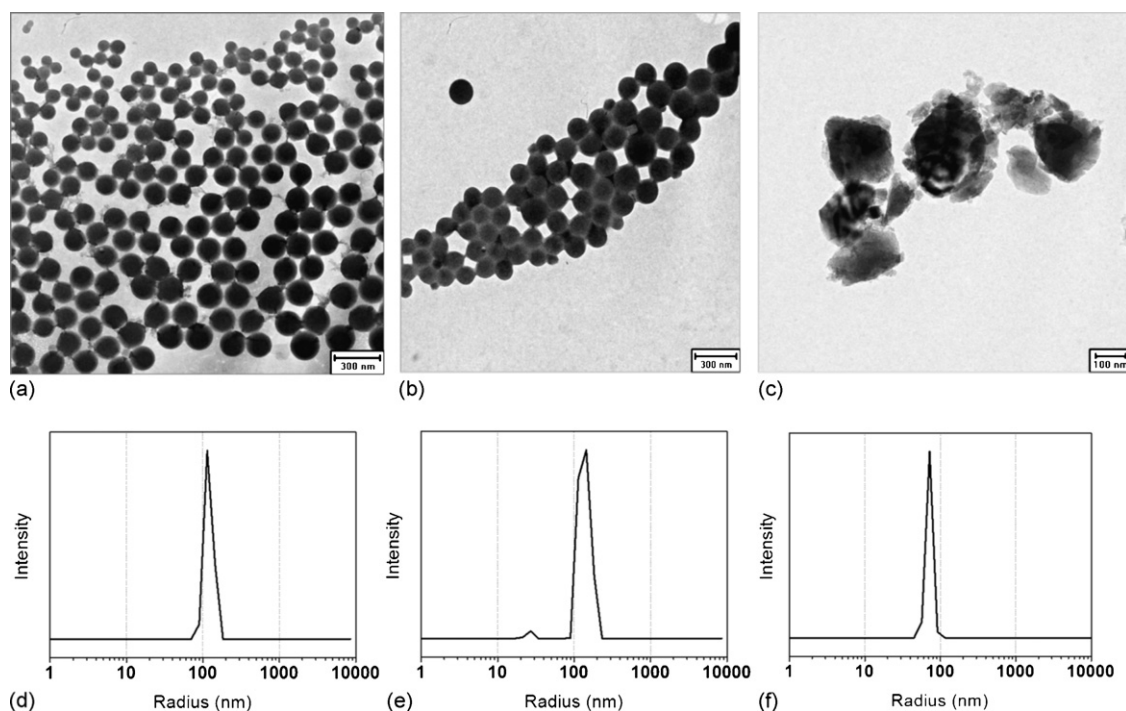 300 nm
300 nm
100 nm
(a)
(b)
(c)
Intensity
1 10 100 1000 10000
Radius (nm)
(d)
Intensity
1 10 100 1000 10000
Radius (nm)
(e)
Intensity
1 10 100 1000 10000
Radius (nm)
(f)